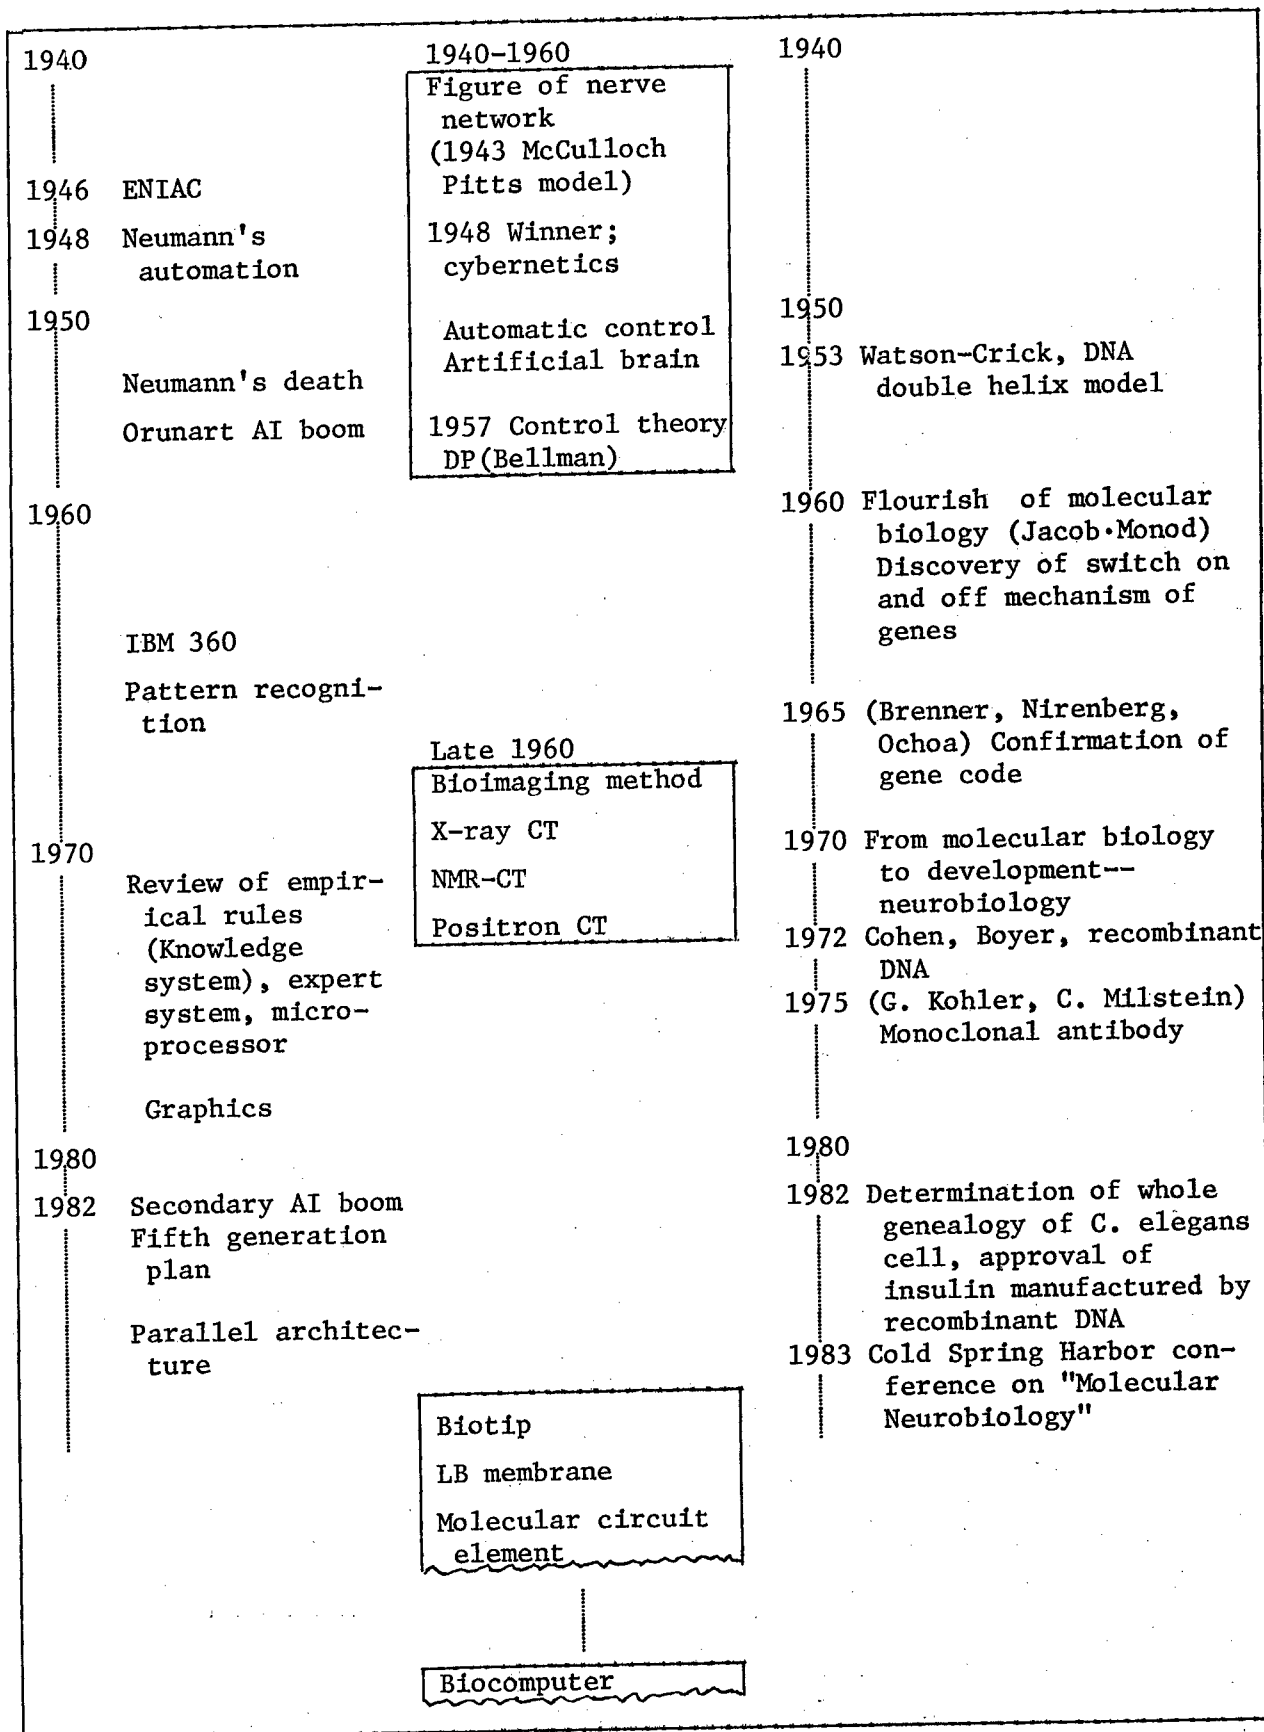 1940
1946 ENIAC
1948 Neumann's
automation
1950
Neumann's death
Orunart AI boom
1960
IBM 360
Pattern recogni-
tion
1970
Review of empir-
ical rules
(Knowledge
system), expert
system, micro-
processor
Graphics
1980
1982 Secondary AI boom
Fifth generation
plan
Parallel architec-
ture
1940-1960
Figure of nerve
network
(1943 McCulloch
Pitts model)
1948 Winner;
cybernetics
Automatic control
Artificial brain
1957 Control theory
DP(Bellman)
Late 1960
Bioimaging method
X-ray CT
NMR-CT
Positron CT
Biotip
LB membrane
Molecular circuit
element
Biocomputer
1940
1950
1953 Watson-Crick, DNA
double helix model
1960 Flourish of molecular
biology (Jacob·Monod)
Discovery of switch on
and off mechanism of
genes
1965 (Brenner, Nirenberg,
Ochoa) Confirmation of
gene code
1970 From molecular biology
to development--
neurobiology
1972 Cohen, Boyer, recombinant
DNA
1975 (G. Kohler, C. Milstein)
Monoclonal antibody
1980
1982 Determination of whole
genealogy of C. elegans
cell, approval of
insulin manufactured by
recombinant DNA
1983 Cold Spring Harbor con-
ference on "Molecular
Neurobiology"